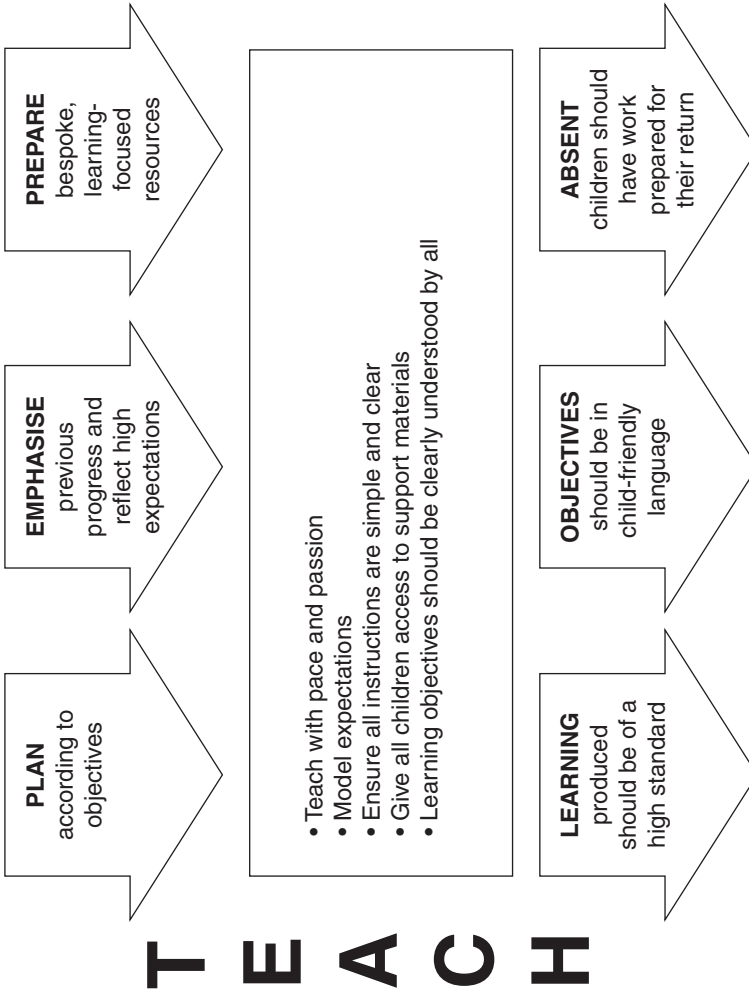 T
E
A
C
H
PLAN
according to
objectives
EMPHASISE
previous
progress and
reflect high
expectations
PREPARE
bespoke,
learning-
focused
resources
• Teach with pace and passion
• Model expectations
• Ensure all instructions are simple and clear
• Give all children access to support materials
• Learning objectives should be clearly understood by all
LEARNING
produced
should be of a
high standard
OBJECTIVES
should be in
child-friendly
language
ABSENT
children should
have work
prepared for
their return